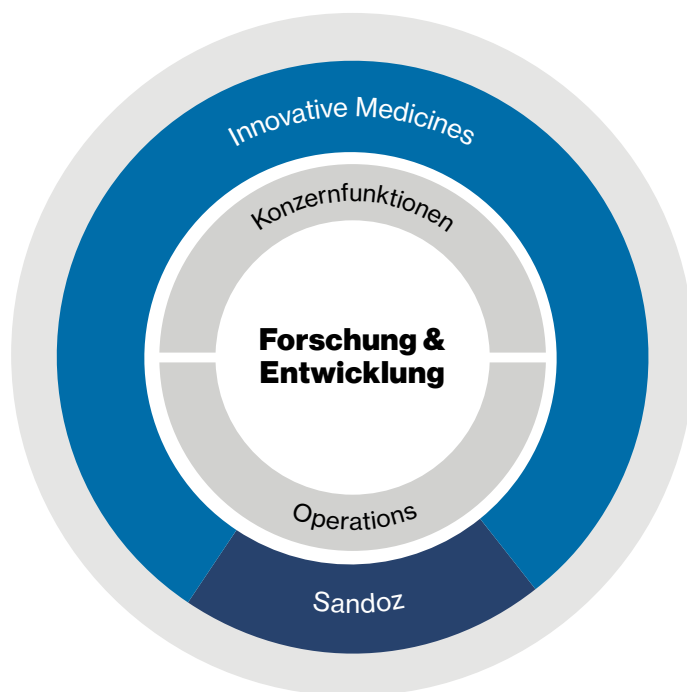 Innovative Medicines
Konzernfunktionen
Forschung &
Entwicklung
Operations
Sandoz